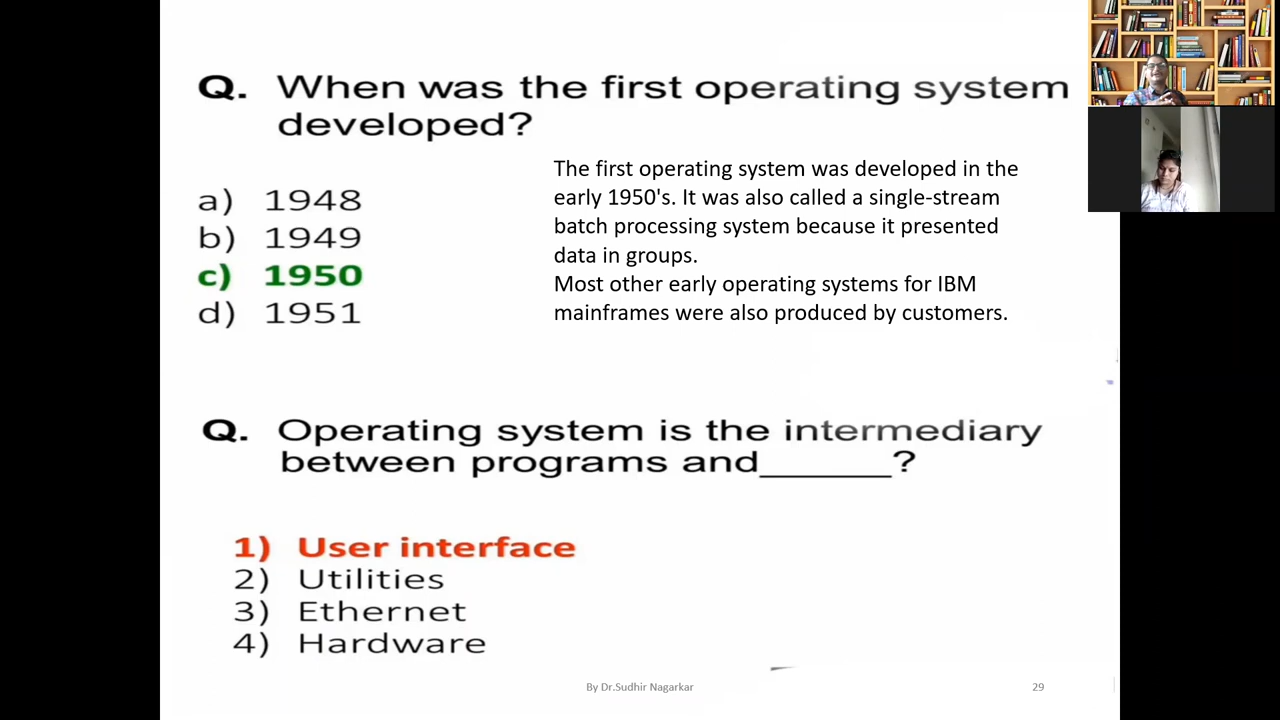 Q. When was the first operating system
developed?
a) 1948
b) 1949
c) 1950
d) 1951
The first operating system was developed in the
early 1950's. It was also called a single-stream
batch processing system because it presented
data in groups.
Most other early operating systems for IBM
mainframes were also produced by customers.
Q. Operating system is the intermediary
between programs and______?
1) User interface
2) Utilities
3) Ethernet
4) Hardware
By Dr.Sudhir Nagarkar
29